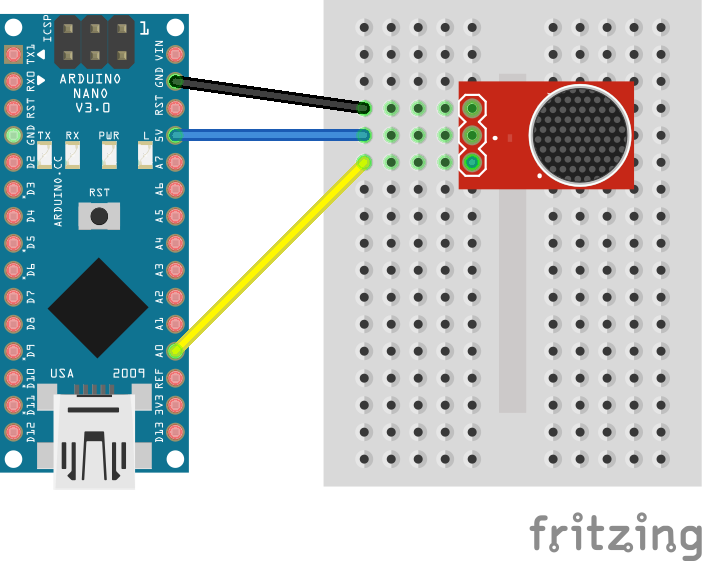 ICSP
1
TX1
RX0
RST
GND
D2
D3
D4
D5
D6
D7
D8
D9
D10
D11
D12
ARDUINO
NANO
V3.0
TX RX PWR L
ARDUINO.CC
RST
USA 2009
VIN
GND
RST
5V
A7
A6
A5
A4
A3
A2
A1
A0
REF
3V3
D13
fritzing